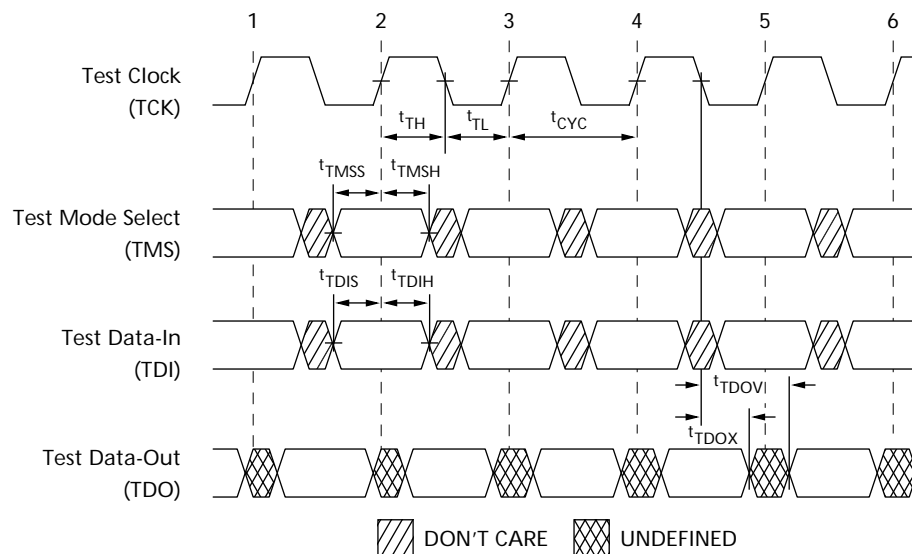 1 2 3 4 5 6
Test Clock
(TCK)
tTH tTL tCYC
tTMSS tTMSH
Test Mode Select
(TMS)
tTDIS tTDIH
Test Data-In
(TDI)
tTDOV
tTDOX
Test Data-Out
(TDO)
DON'T CARE UNDEFINED